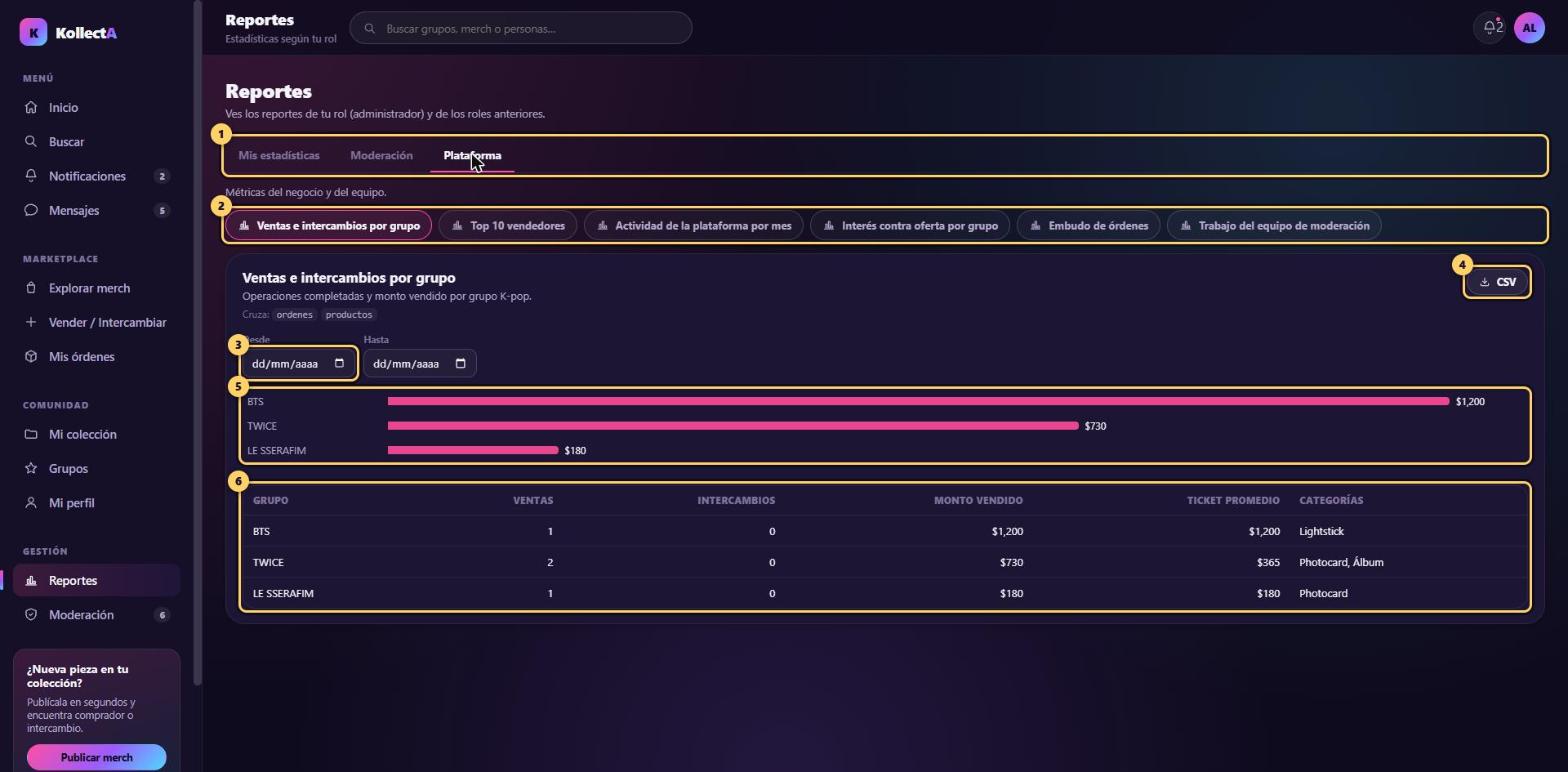 K KollectA
Reportes
Estadísticas según tu rol
Buscar grupos, merch o personas...
2
AL
MENÚ
Inicio
Buscar
Notificaciones 2
Mensajes 5
MARKETPLACE
Explorar merch
Vender / Intercambiar
Mis órdenes
COMUNIDAD
Mi colección
Grupos
Mi perfil
GESTIÓN
Reportes
Moderación 6
¿Nueva pieza en tu
colección?
Publícala en segundos y
encuentra comprador o
intercambio.
Publicar merch
Reportes
Ves los reportes de tu rol (administrador) y de los roles anteriores.
1
Mis estadísticas Moderación Plataforma
Métricas del negocio y del equipo.
2
Ventas e intercambios por grupo Top 10 vendedores Actividad de la plataforma por mes Interés contra oferta por grupo Embudo de órdenes Trabajo del equipo de moderación
Ventas e intercambios por grupo
4
CSV
Operaciones completadas y monto vendido por grupo K-pop.
Cruza: ordenes productos
3
Desde Hasta
dd/mm/aaaa dd/mm/aaaa
5
BTS $1,200
TWICE $730
LE SSERAFIM $180
6
GRUPO VENTAS INTERCAMBIOS MONTO VENDIDO TICKET PROMEDIO CATEGORÍAS
BTS 1 0 $1,200 $1,200 Lightstick
TWICE 2 0 $730 $365 Photocard, Álbum
LE SSERAFIM 1 0 $180 $180 Photocard